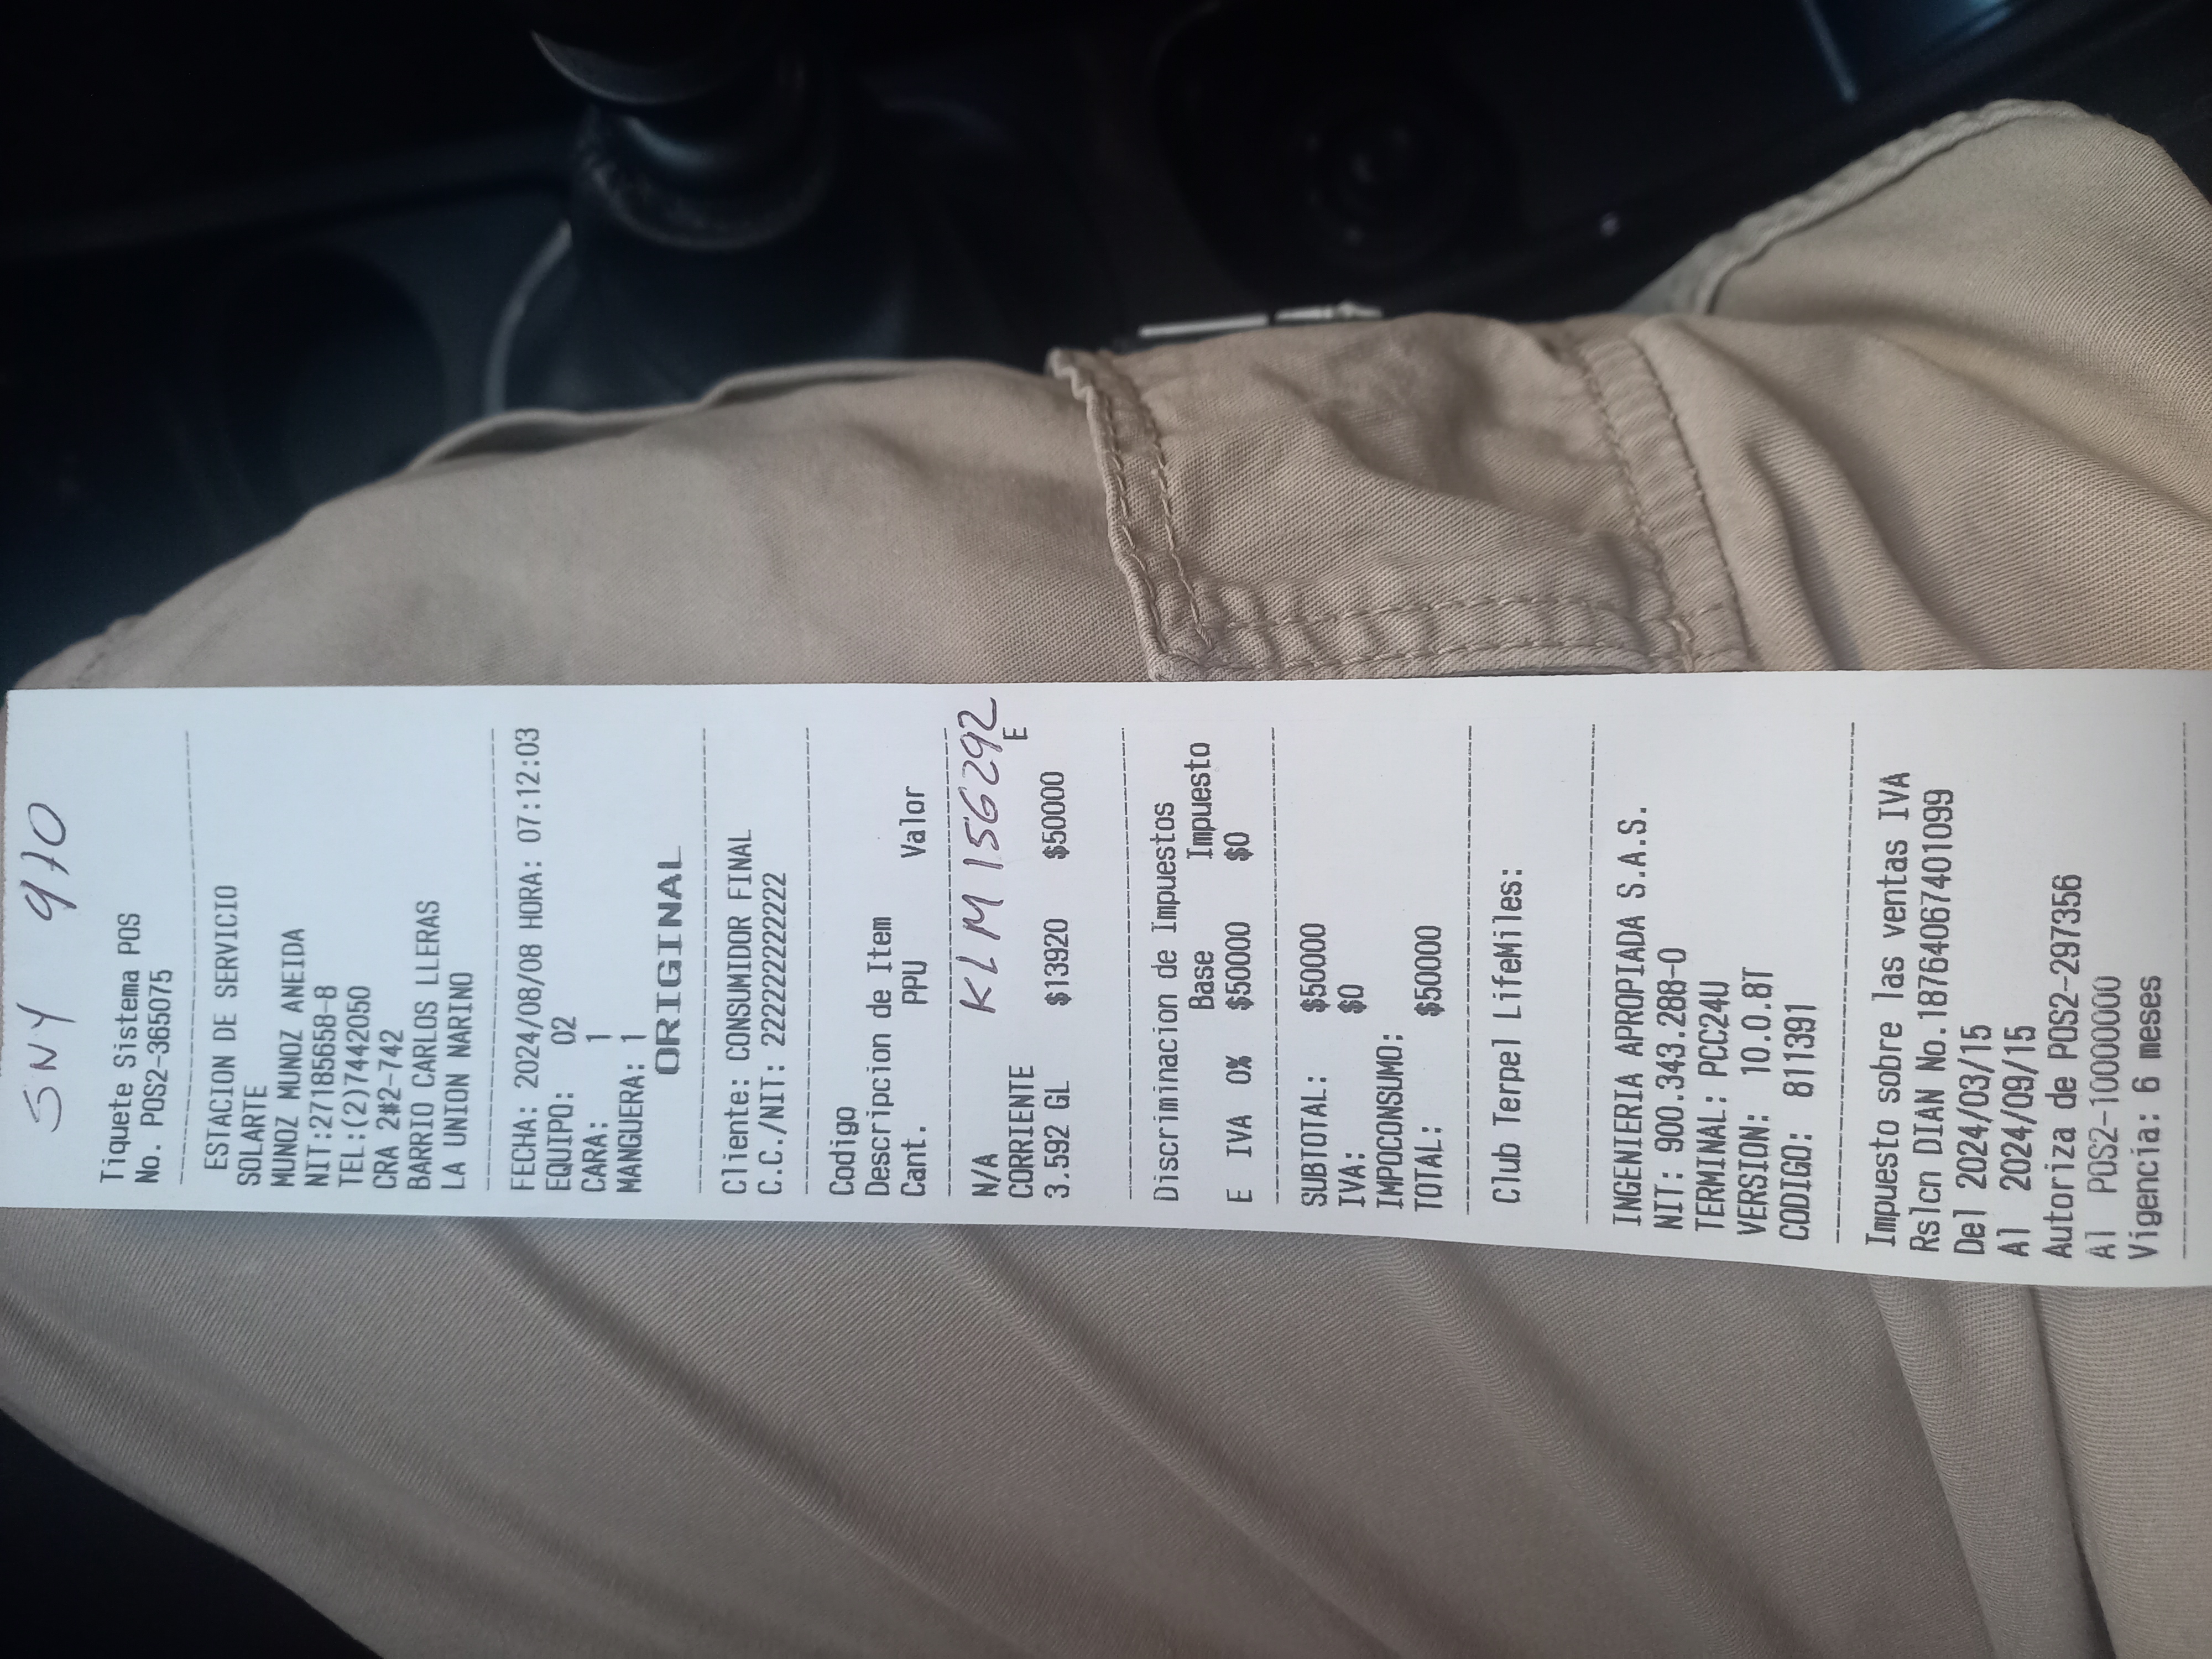 SNY 970
Tiquete Sistema POS
No. POS2-365075
ESTACION DE SERVICIO
SOLARTE
MUNOZ MUNOZ ANEIDA
NIT:27185658-8
TEL:(2)7442050
CRA 2#2-742
BARRIO CARLOS LLERAS
LA UNION NARINO
FECHA: 2024/08/08 HORA: 07:12:03
EQUIPO: 02
CARA: 1
MANGUERA: 1
ORIGINAL
Cliente: CONSUMIDOR FINAL
C.C./NIT: 222222222222
Codigo
Descripcion de Item
Cant. PPU Valor
N/A KLM 156292
CORRIENTE E
3.592 GL $13920 $50000
Discriminacion de Impuestos
Base Impuesto
E IVA 0% $50000 $0
SUBTOTAL: $50000
IVA: $0
IMPOCONSUMO:
TOTAL: $50000
Club Terpel LifeMiles:
INGENIERIA APROPIADA S.A.S.
NIT: 900.343.288-0
TERMINAL: PCC24U
VERSION: 10.0.8T
CODIGO: 811391
Impuesto sobre las ventas IVA
Rslcn DIAN No.18764067401099
Del 2024/03/15
Al 2024/09/15
Autoriza de POS2-297356
Al POS2-10000000
Vigencia: 6 meses